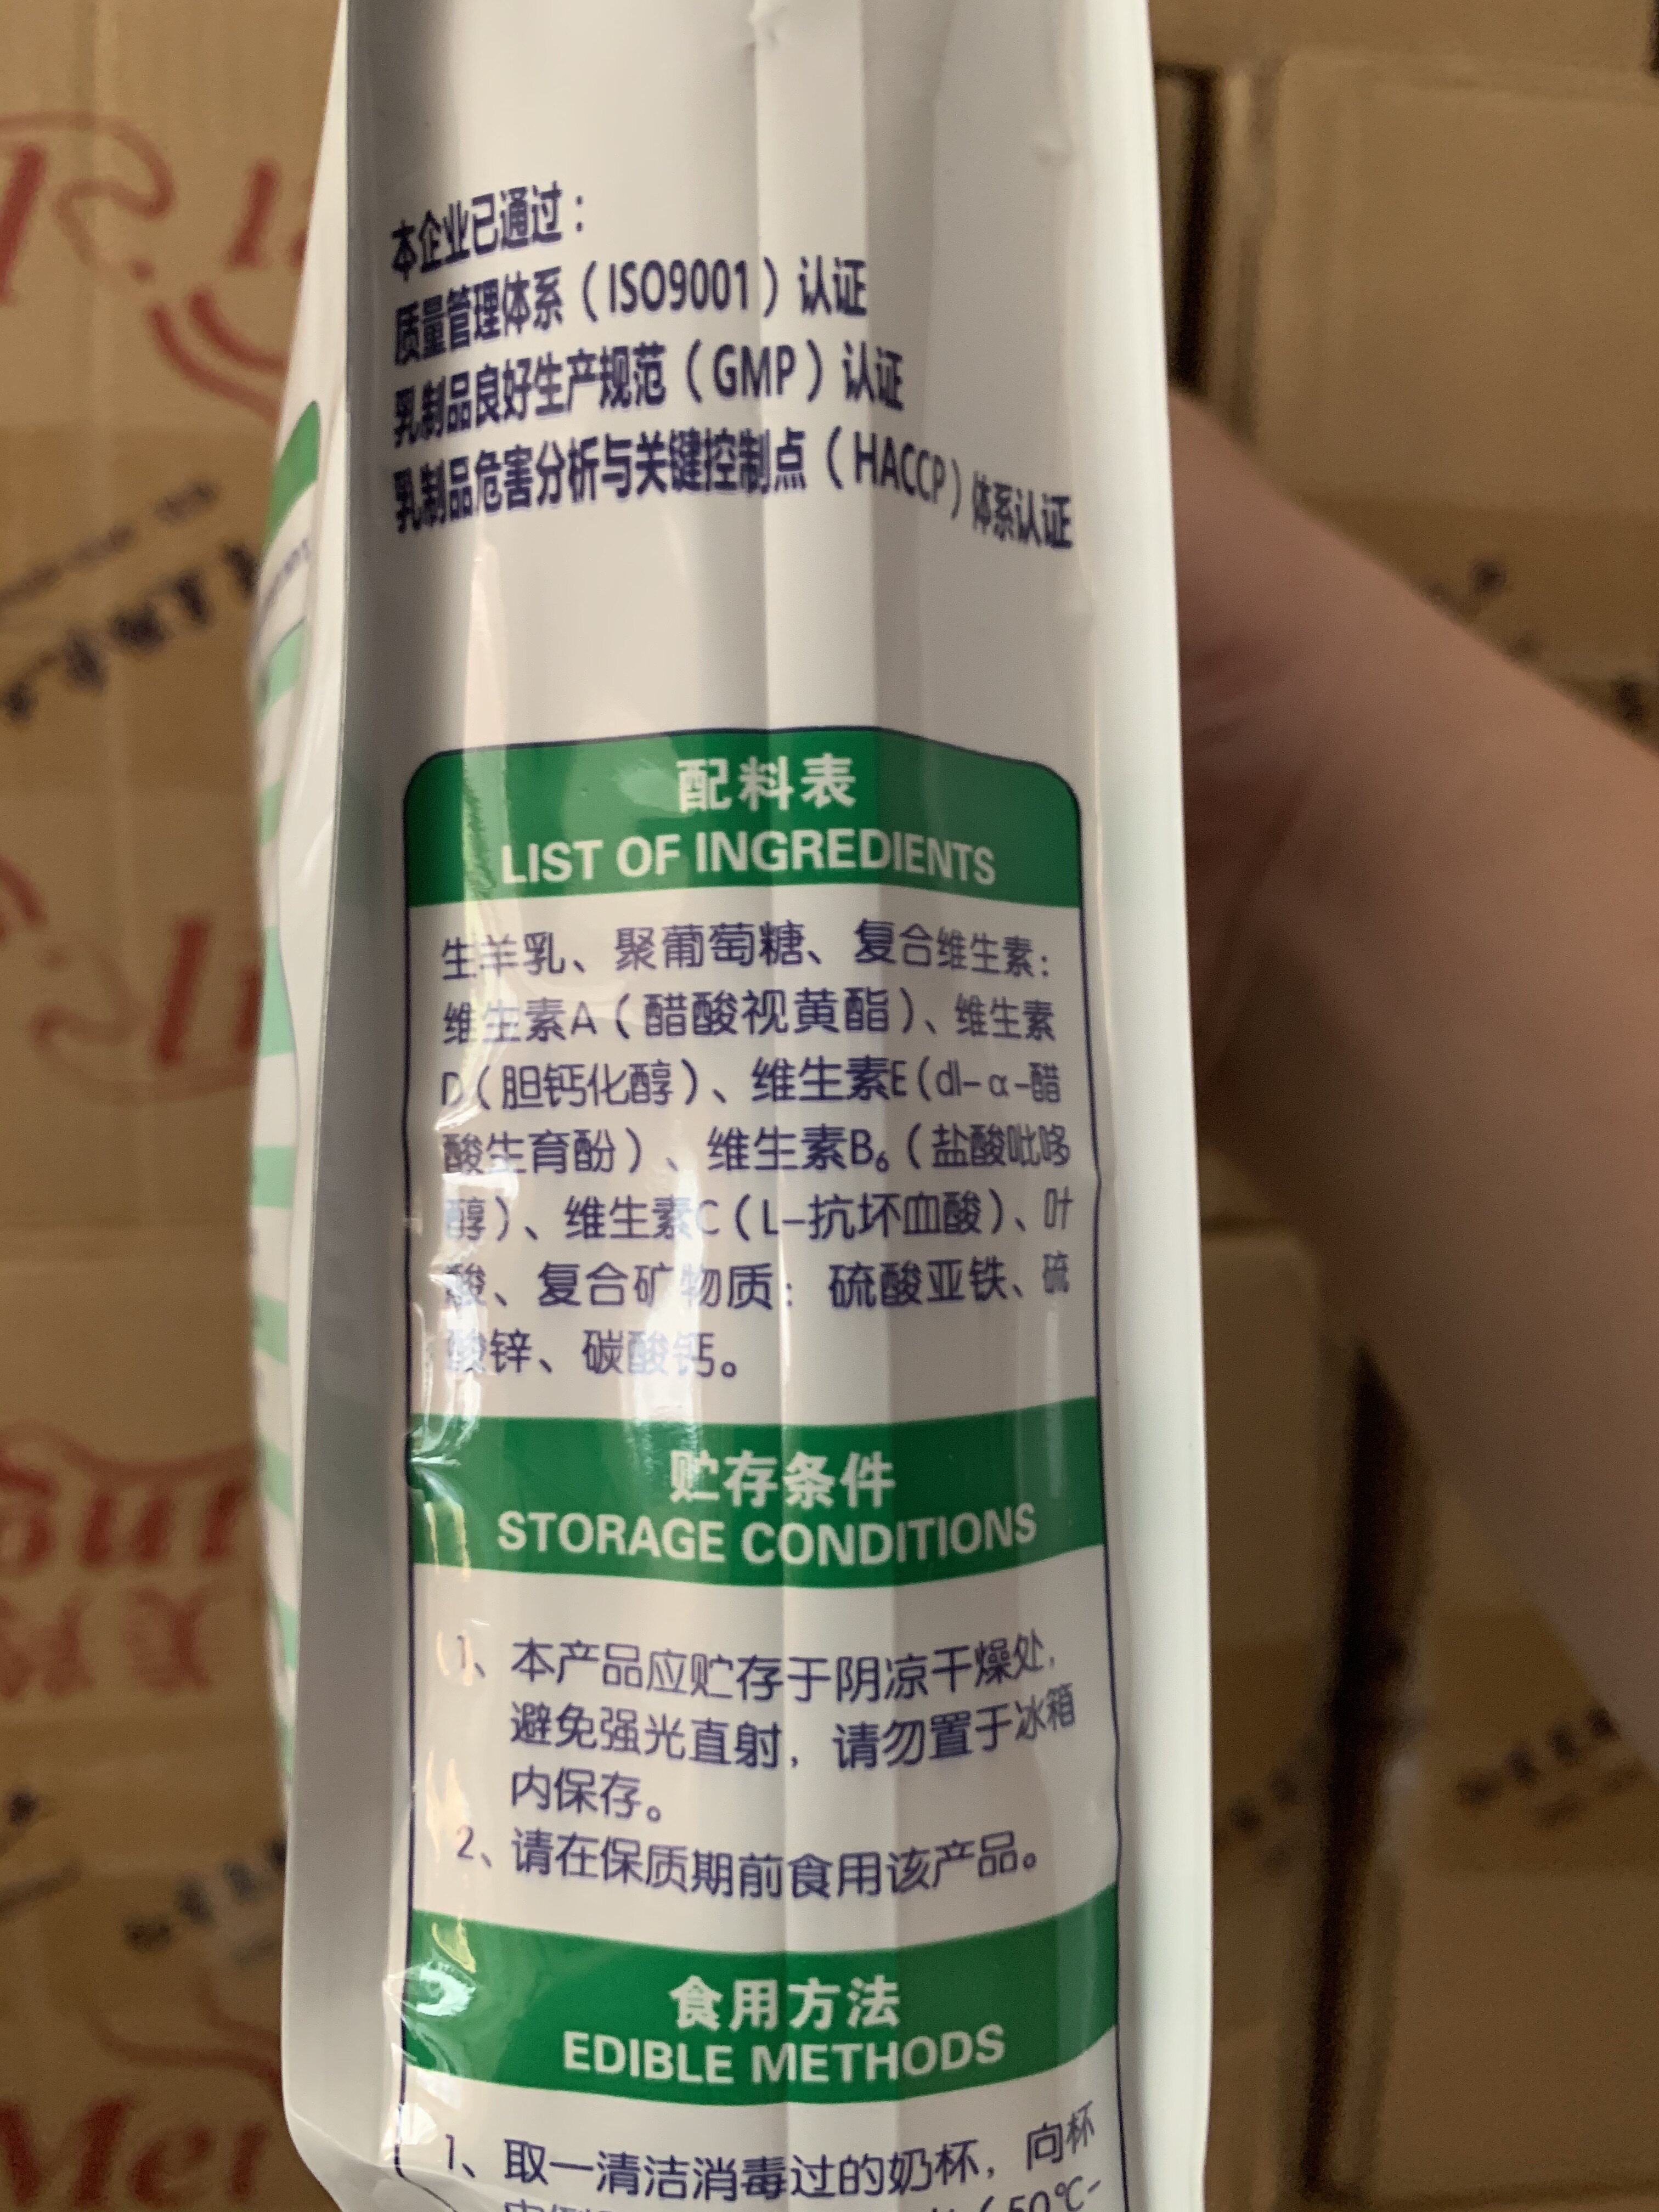 本企业已通过：
质量管理体系（ISO9001）认证
乳制品良好生产规范（GMP）认证
乳制品危害分析与关键控制点（HACCP）体系认证
配料表
LIST OF INGREDIENTS
生羊乳、聚葡萄糖、复合维生素：
维生素A（醋酸视黄酯）、维生素
D（胆钙化醇）、维生素E(dl-α-醋
酸生育酚）、维生素B₆（盐酸吡哆
醇）、维生素C（L-抗坏血酸）、叶
酸、复合矿物质：硫酸亚铁、硫
酸锌、碳酸钙。
贮存条件
STORAGE CONDITIONS
1、本产品应贮存于阴凉干燥处，
避免强光直射，请勿置于冰箱
内保存。
2、请在保质期前食用该产品。
食用方法
EDIBLE METHODS
1、取一清洁消毒过的奶杯，向杯
（50℃-